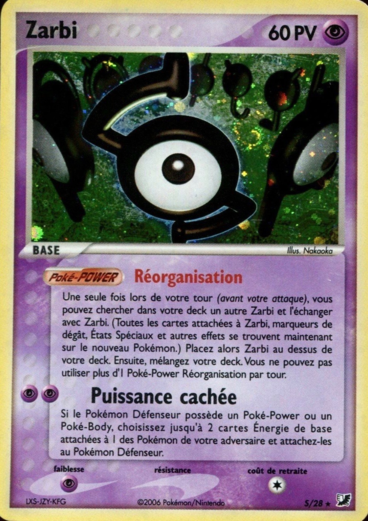 Zarbi
60 PV
BASE
Illus. Nakaoka
Poké-POWER Réorganisation
Une seule fois lors de votre tour (avant votre attaque), vous
pouvez chercher dans votre deck un autre Zarbi et l'échanger
avec Zarbi. (Toutes les cartes attachées à Zarbi, marqueurs de
dégât, États Spéciaux et autres effets se trouvent maintenant
sur le nouveau Pokémon.) Placez alors Zarbi au dessus de
votre deck. Ensuite, mélangez votre deck. Vous ne pouvez pas
utiliser plus d'1 Poké-Power Réorganisation par tour.
Puissance cachée
Si le Pokémon Défenseur possède un Poké-Power ou un
Poké-Body, choisissez jusqu'à 2 cartes Énergie de base
attachées à 1 des Pokémon de votre adversaire et attachez-les
au Pokémon Défenseur.
faiblesse résistance coût de retraite
LXS-JZY-KFG
©2006 Pokémon/Nintendo
S/28 ★